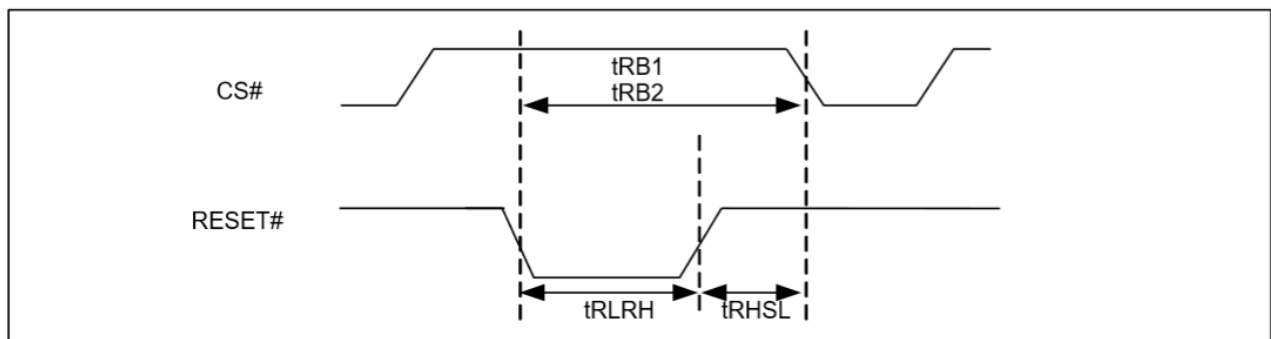 CS#
tRB1
tRB2
RESET#
tRLRH
tRHSL